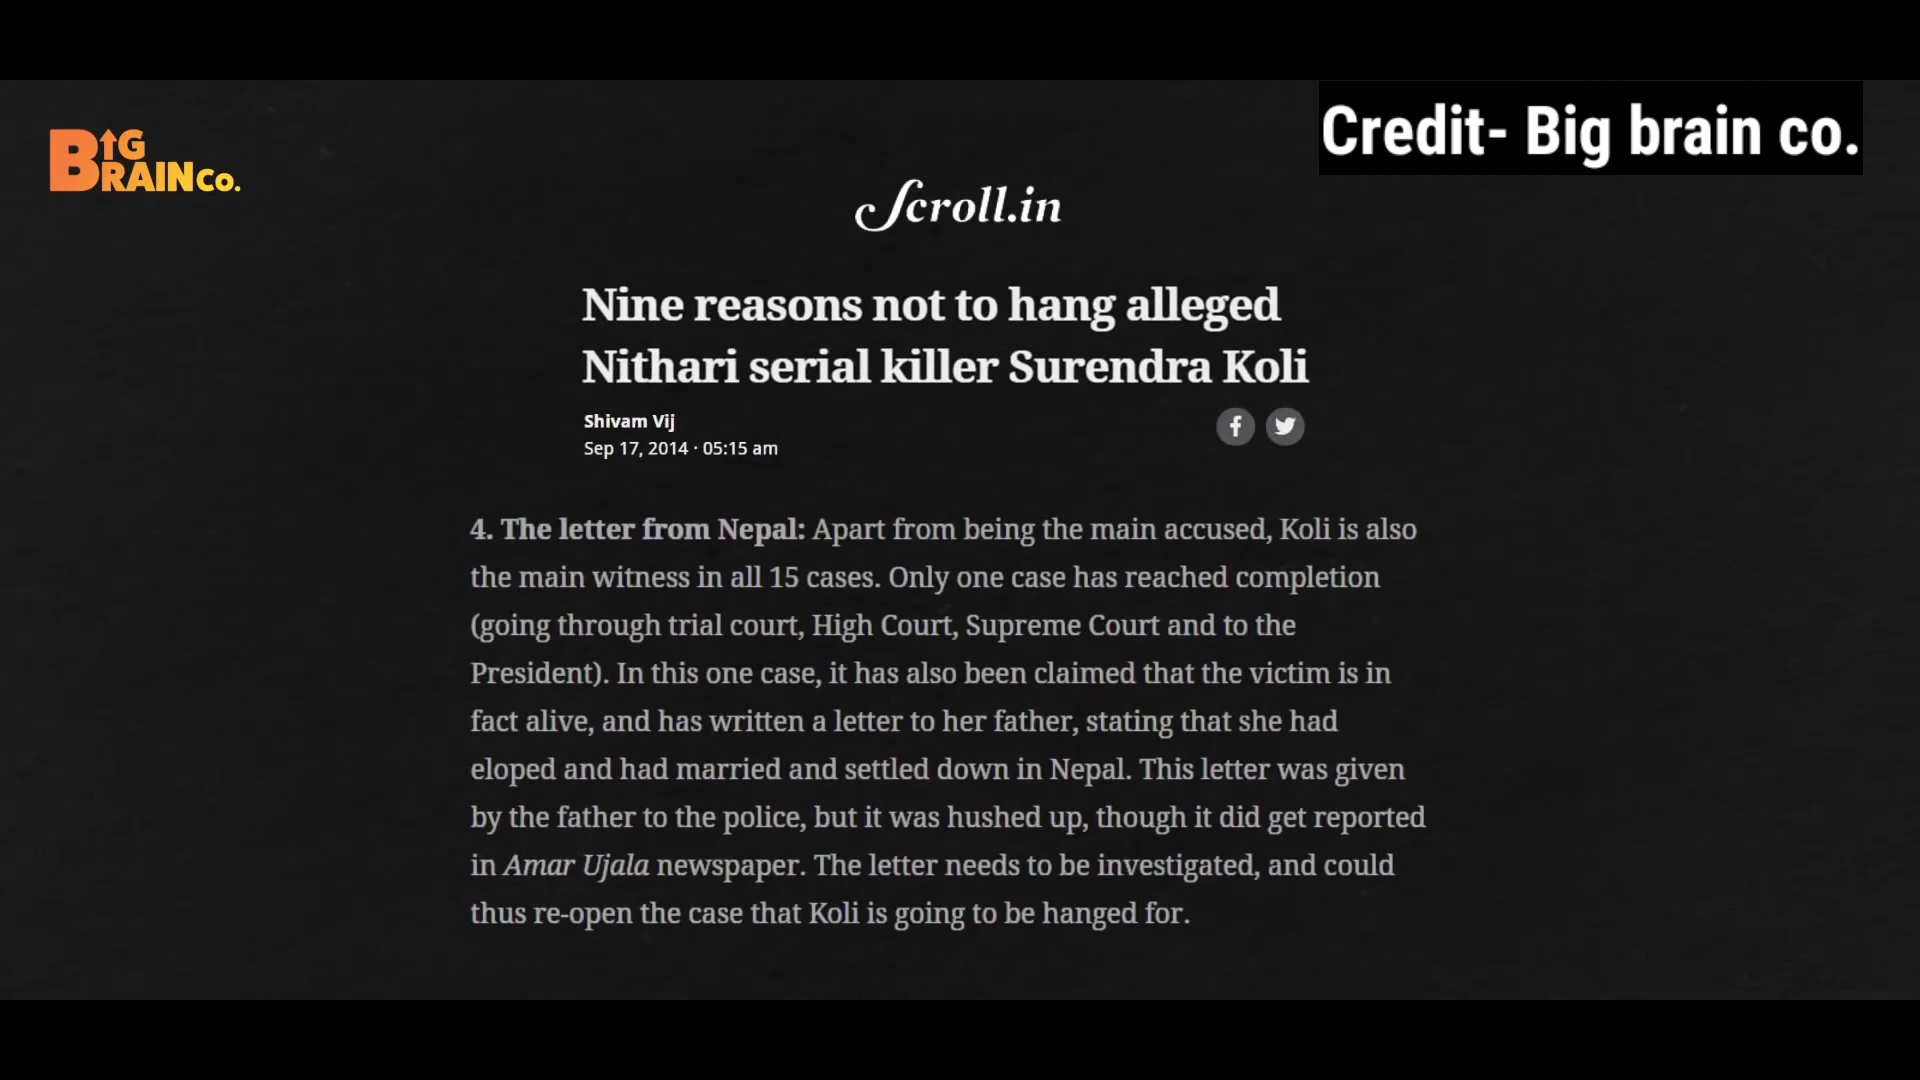 BIG
BRAIN CO.
Credit- Big brain co.
Scroll.in
Nine reasons not to hang alleged
Nithari serial killer Surendra Koli
Shivam Vij
Sep 17, 2014 · 05:15 am
4. The letter from Nepal: Apart from being the main accused, Koli is also
the main witness in all 15 cases. Only one case has reached completion
(going through trial court, High Court, Supreme Court and to the
President). In this one case, it has also been claimed that the victim is in
fact alive, and has written a letter to her father, stating that she had
eloped and had married and settled down in Nepal. This letter was given
by the father to the police, but it was hushed up, though it did get reported
in Amar Ujala newspaper. The letter needs to be investigated, and could
thus re-open the case that Koli is going to be hanged for.